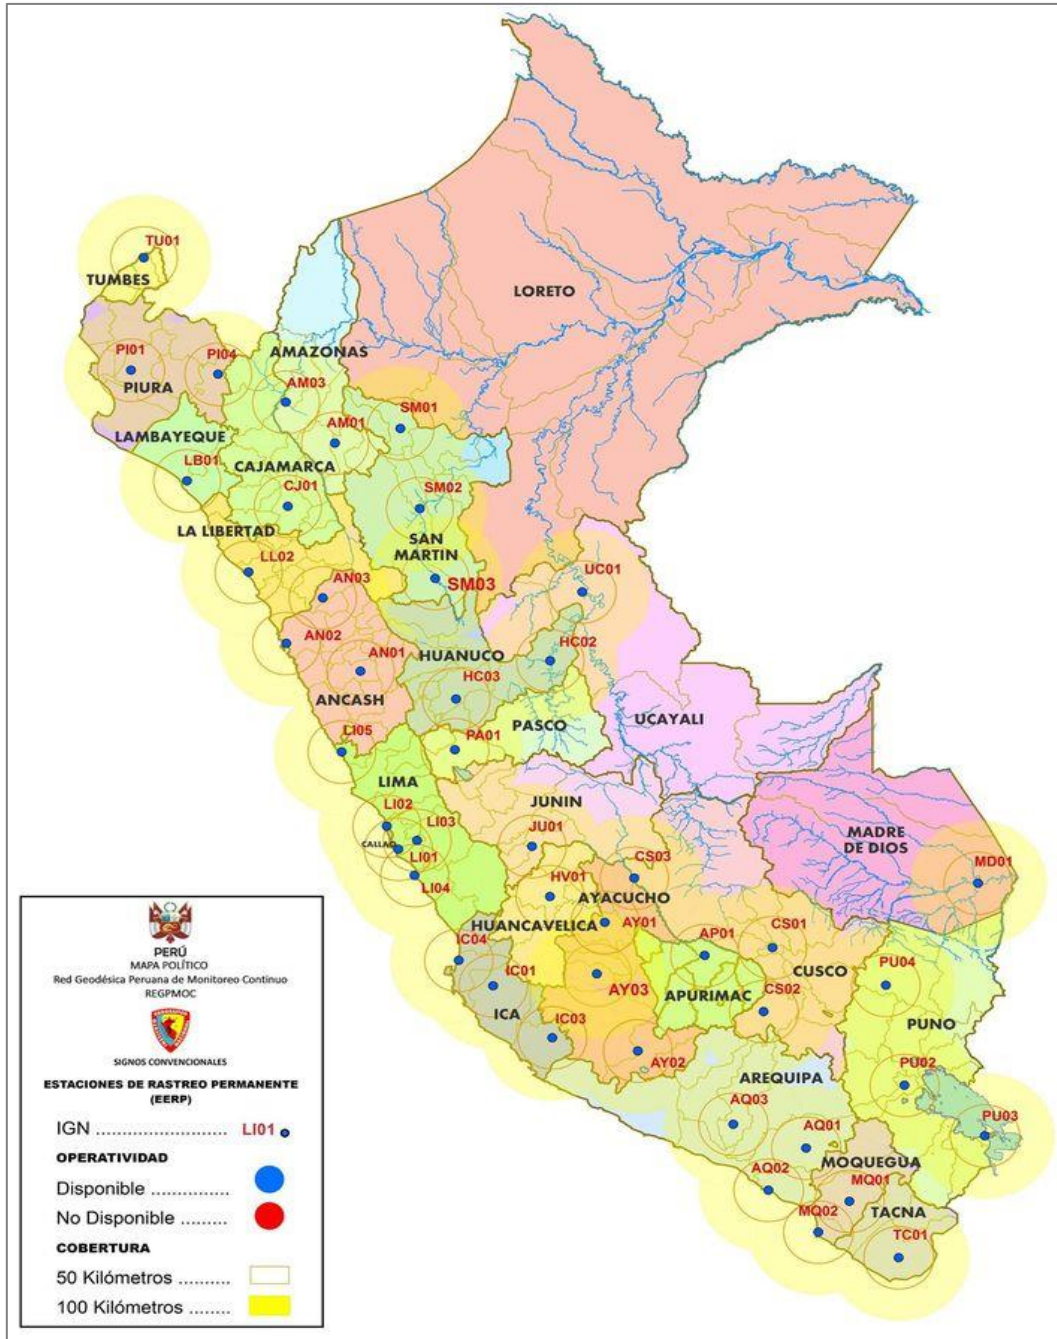 TU01
TUMBES
LORETO
PI01
PI04
AMAZONAS
PIURA
AM03
SM01
AM01
LAMBAYEQUE
LB01
CAJAMARCA
CJ01
SM02
LA LIBERTAD
SAN
MARTIN
LL02
AN03
SM03
UC01
AN02
AN01
HUANUCO
HC02
HC03
ANCASH
PASCO
UCAYALI
LI05
PA01
LIMA
JUNIN
LI02
LI03
JU01
CALLAO
LI01
MADRE
DE DIOS
LI04
HV01
CS03
MD01
AYACUCHO
HUANCAVELICA
AY01
AP01
CS01
IC04
IC01
CUSCO
PU04
AY03
APURIMAC
CS02
ICA
IC03
PUNO
AY02
AREQUIPA
PU02
AQ03
AQ01
PU03
MOQUEGUA
AQ02
MQ01
MQ02
TACNA
TC01
PERÚ
MAPA POLÍTICO
Red Geodésica Peruana de Monitoreo Continuo
REGPMOC
SIGNOS CONVENCIONALES
ESTACIONES DE RASTREO PERMANENTE
(EERP)
IGN .......................... LI01
OPERATIVIDAD
Disponible ...............
No Disponible ..........
COBERTURA
50 Kilómetros ..........
100 Kilómetros ........